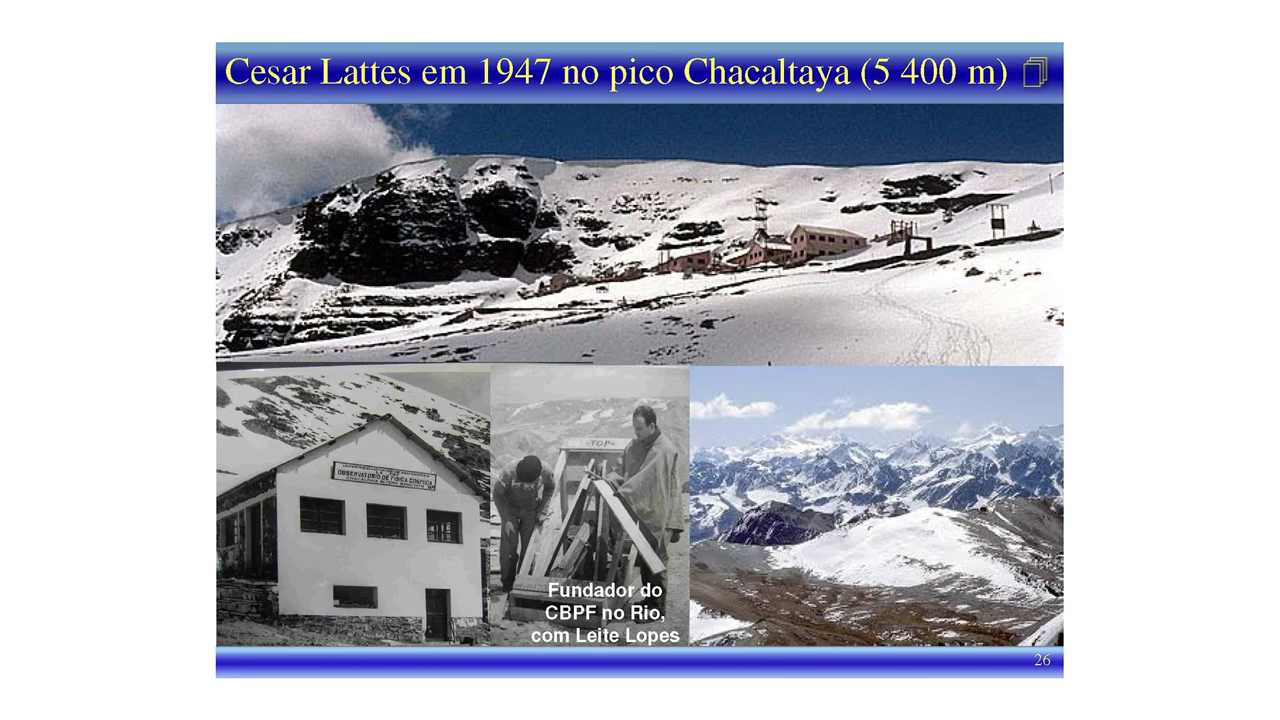 Cesar Lattes em 1947 no pico Chacaltaya (5 400 m)
OBSERVATORIO DE FISICA COSMICA
TOP
Fundador do
CBPF no Rio,
com Leite Lopes
26